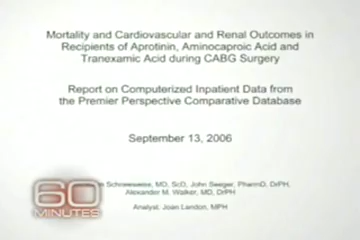 Mortality and Cardiovascular and Renal Outcomes in
Recipients of Aprotinin, Aminocaproic Acid and
Tranexamic Acid during CABG Surgery
Report on Computerized Inpatient Data from
the Premier Perspective Comparative Database
September 13, 2006
Schneeweiss, MD, ScD, John Seeger, PharmD, DrPH,
Alexander M. Walker, MD, DrPH
Analyst, Joan Landon, MPH
60
MINUTES